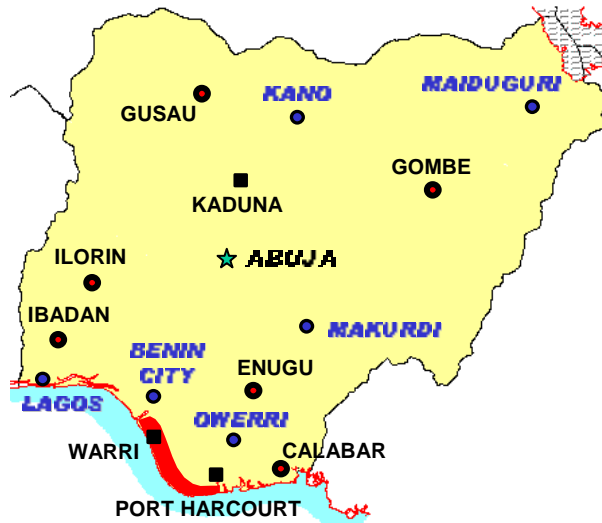 MAIDUGURI
KANO
GUSAU
GOMBE
KADUNA
ABUJA
ILORIN
IBADAN
MAKURDI
BENIN
CITY
ENUGU
LAGOS
OWERRI
WARRI
CALABAR
PORT HARCOURT